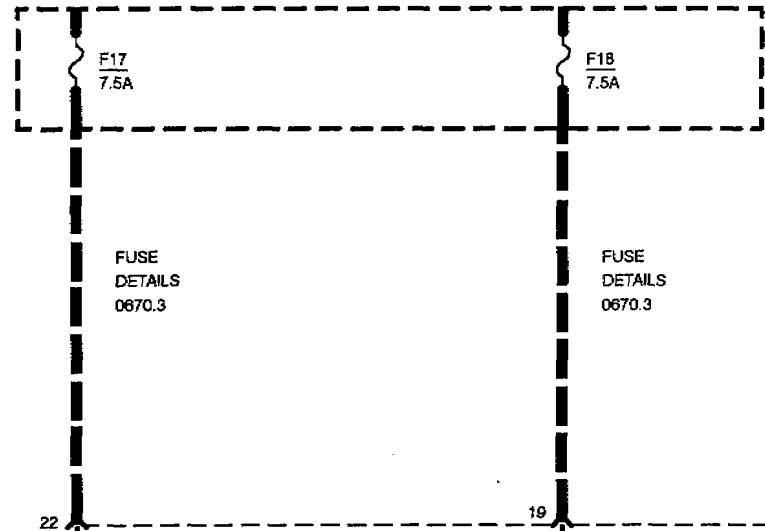 F17
7.5A
F18
7.5A
FUSE
DETAILS
0670.3
FUSE
DETAILS
0670.3
22
19